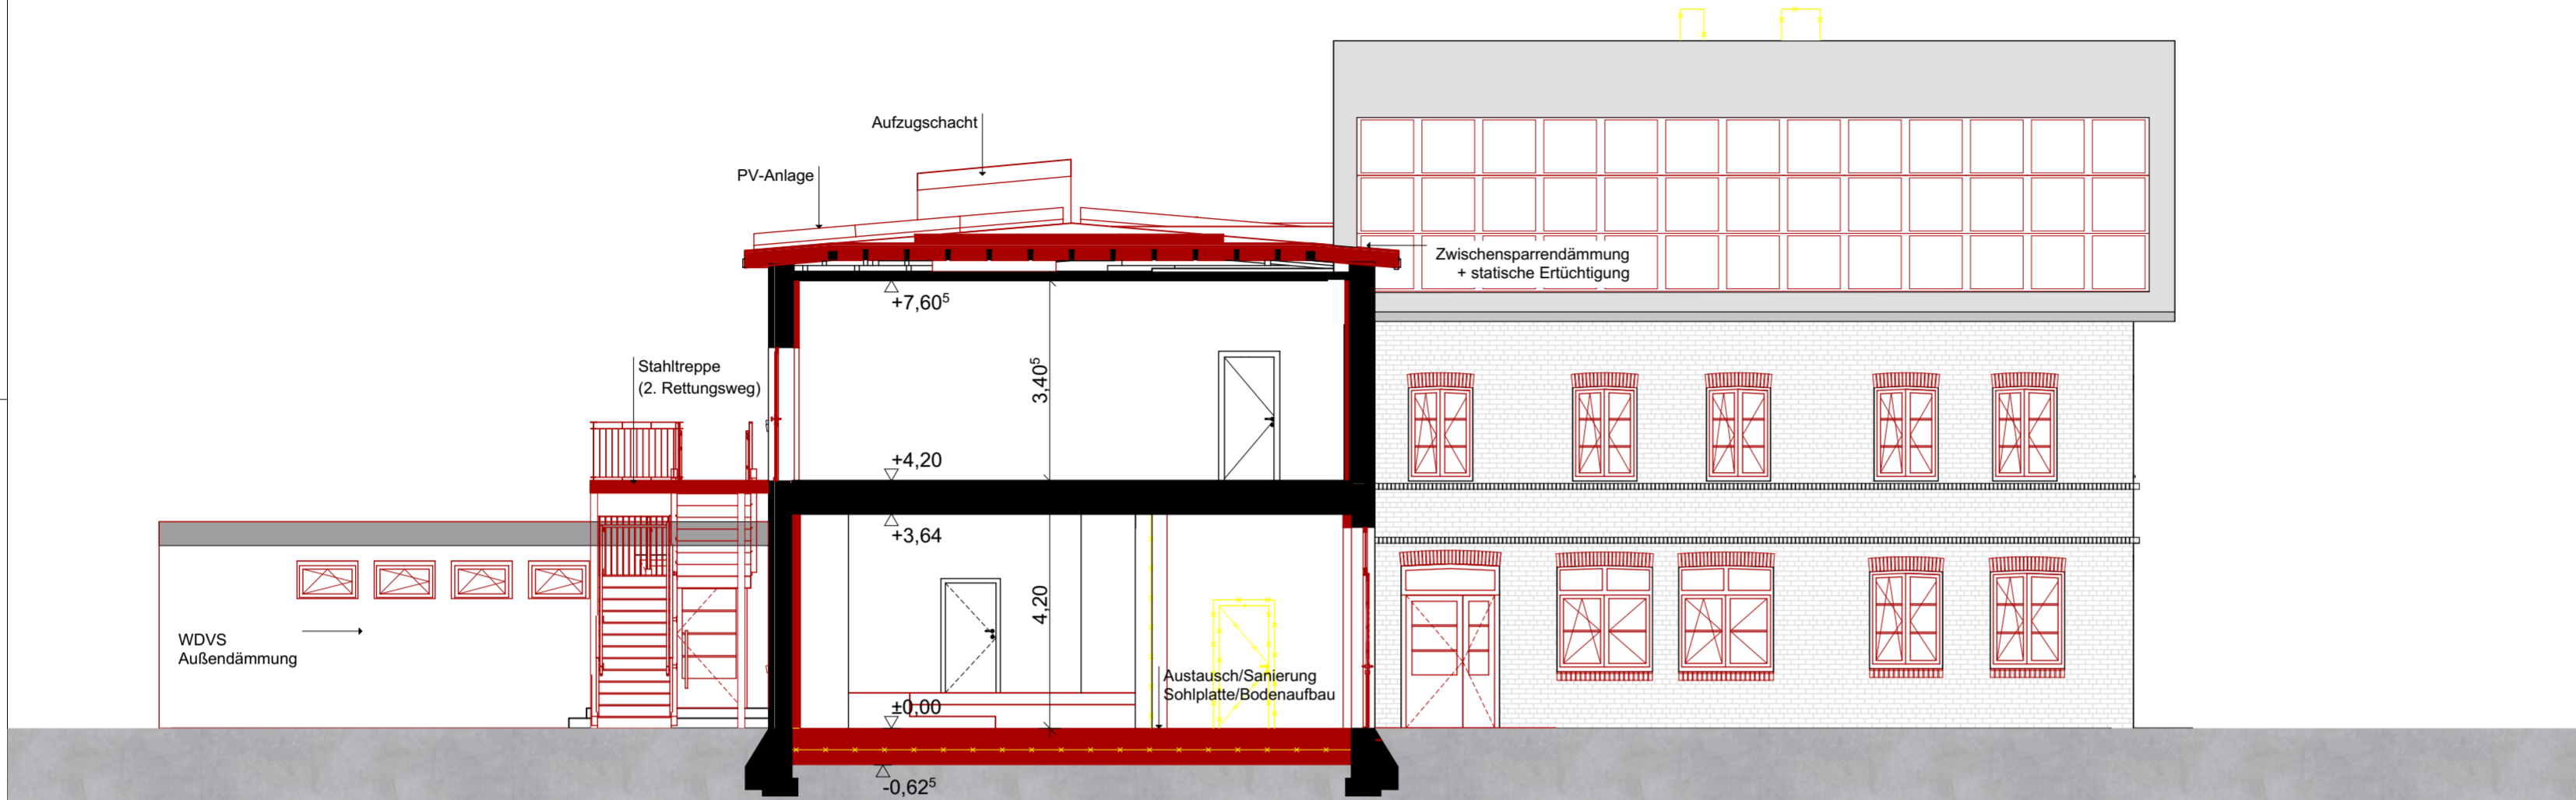 Aufzugschacht
PV-Anlage
Zwischensparrendämmung
+ statische Ertüchtigung
+7,60⁵
3,40⁵
Stahltreppe
(2. Rettungsweg)
+4,20
+3,64
4,20
WDVS
Außendämmung
Austausch/Sanierung
Sohlplatte/Bodenaufbau
±0,00
-0,62⁵